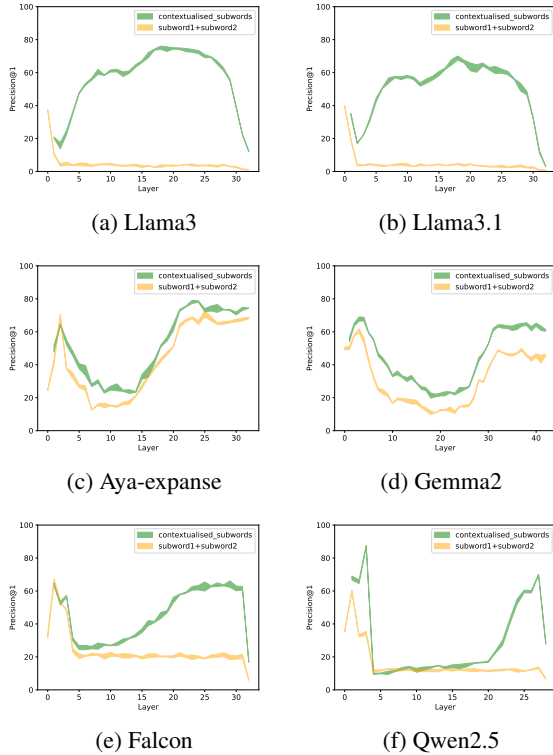 contextualised_subwords
subword1+subword2
100
80
60
40
20
0
Precision@1
0 5 10 15 20 25 30
Layer
(a) Llama3
contextualised_subwords
subword1+subword2
100
80
60
40
20
0
Precision@1
0 5 10 15 20 25 30
Layer
(b) Llama3.1
contextualised_subwords
subword1+subword2
100
80
60
40
20
0
Precision@1
0 5 10 15 20 25 30
Layer
(c) Aya-expanse
contextualised_subwords
subword1+subword2
100
80
60
40
20
0
Precision@1
0 10 20 30 40
Layer
(d) Gemma2
contextualised_subwords
subword1+subword2
100
80
60
40
20
0
Precision@1
0 5 10 15 20 25 30
Layer
(e) Falcon
contextualised_subwords
subword1+subword2
100
80
60
40
20
0
Precision@1
0 5 10 15 20 25
Layer
(f) Qwen2.5